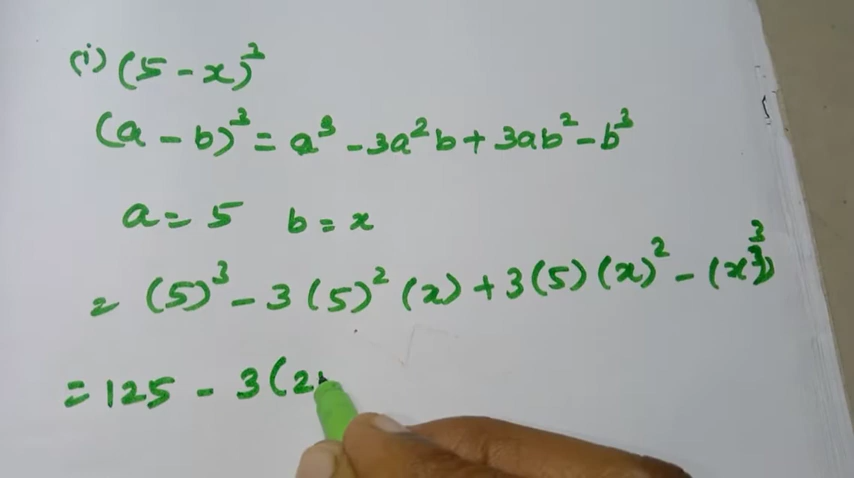 (i) (5 - x)²
(a - b)³ = a³ - 3a²b + 3ab² - b³
a = 5 b = x
= (5)³ - 3(5)²(x) + 3(5)(x)² - (x³)³
= 125 - 3(2